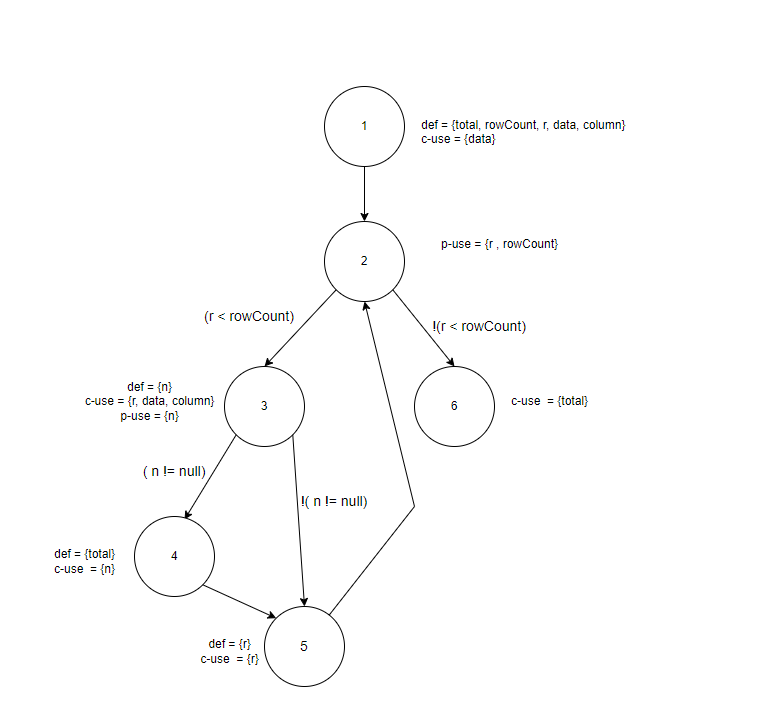 1
def = {total, rowCount, r, data, column}
c-use = {data}
2
p-use = {r , rowCount}
(r < rowCount)
!(r < rowCount)
def = {n}
c-use = {r, data, column}
p-use = {n}
3
6
c-use  = {total}
( n != null)
!( n != null)
def = {total}
c-use  = {n}
4
def = {r}
c-use  = {r}
5